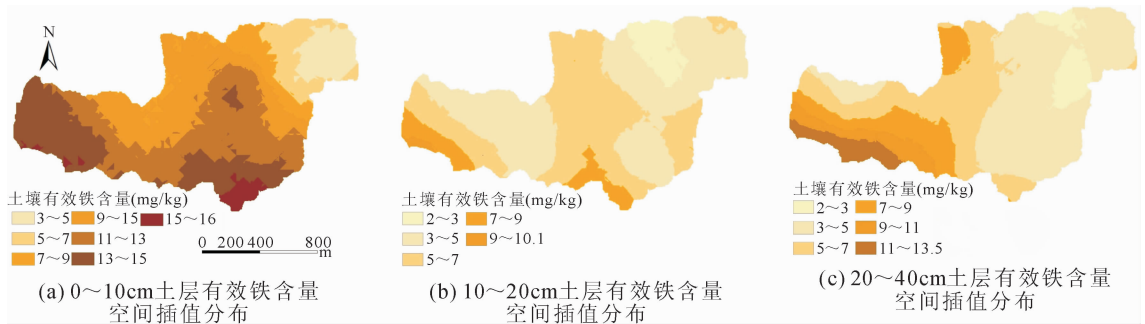 N
土壤有效铁含量(mg/kg)
3～5 9～15 15～16
5～7 11～13
7～9 13～15
0 200 400 800
m
(a) 0～10cm土层有效铁含量
空间插值分布
土壤有效铁含量(mg/kg)
2～3 7～9
3～5 9～10.1
5～7
(b) 10～20cm土层有效铁含量
空间插值分布
土壤有效铁含量(mg/kg)
2～3 7～9
3～5 9～11
5～7 11～13.5
(c) 20～40cm土层有效铁含量
空间插值分布